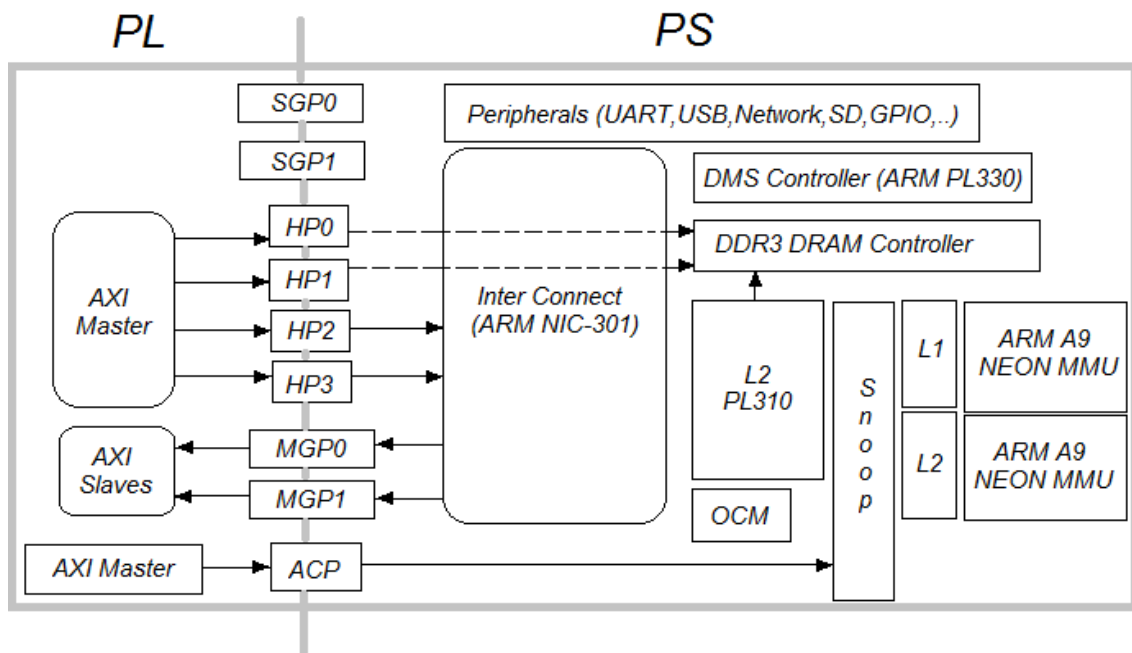 PL
PS
SGP0
Peripherals (UART,USB,Network,SD,GPIO,..)
SGP1
DMS Controller (ARM PL330)
HP0
DDR3 DRAM Controller
HP1
AXI
Master
Inter Connect
(ARM NIC-301)
HP2
HP3
L2
PL310
S
n
o
o
p
L1
ARM A9
NEON MMU
L2
ARM A9
NEON MMU
MGP0
AXI
Slaves
MGP1
OCM
AXI Master
ACP